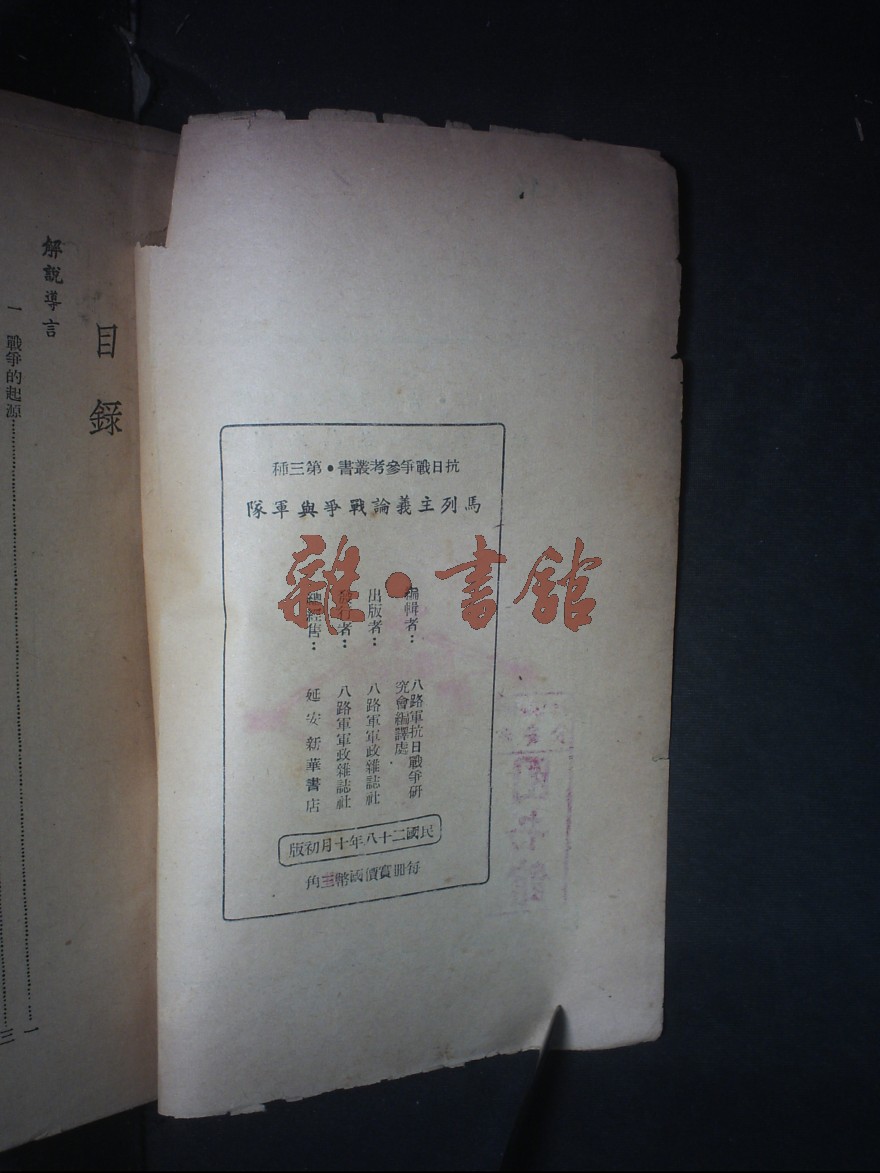 抗日戰爭參考叢書•第三種
馬列主義論戰爭與軍隊
編輯者：八路軍抗日戰爭研
究會編譯處
出版者：八路軍軍政雜誌社
發行者：八路軍軍政雜誌社
總經售：延安新華書店
民國二十八年十月初版
每冊實價國幣三角
雜•書館
圖書館
目錄
解說導言
一 戰爭的起源……一
三